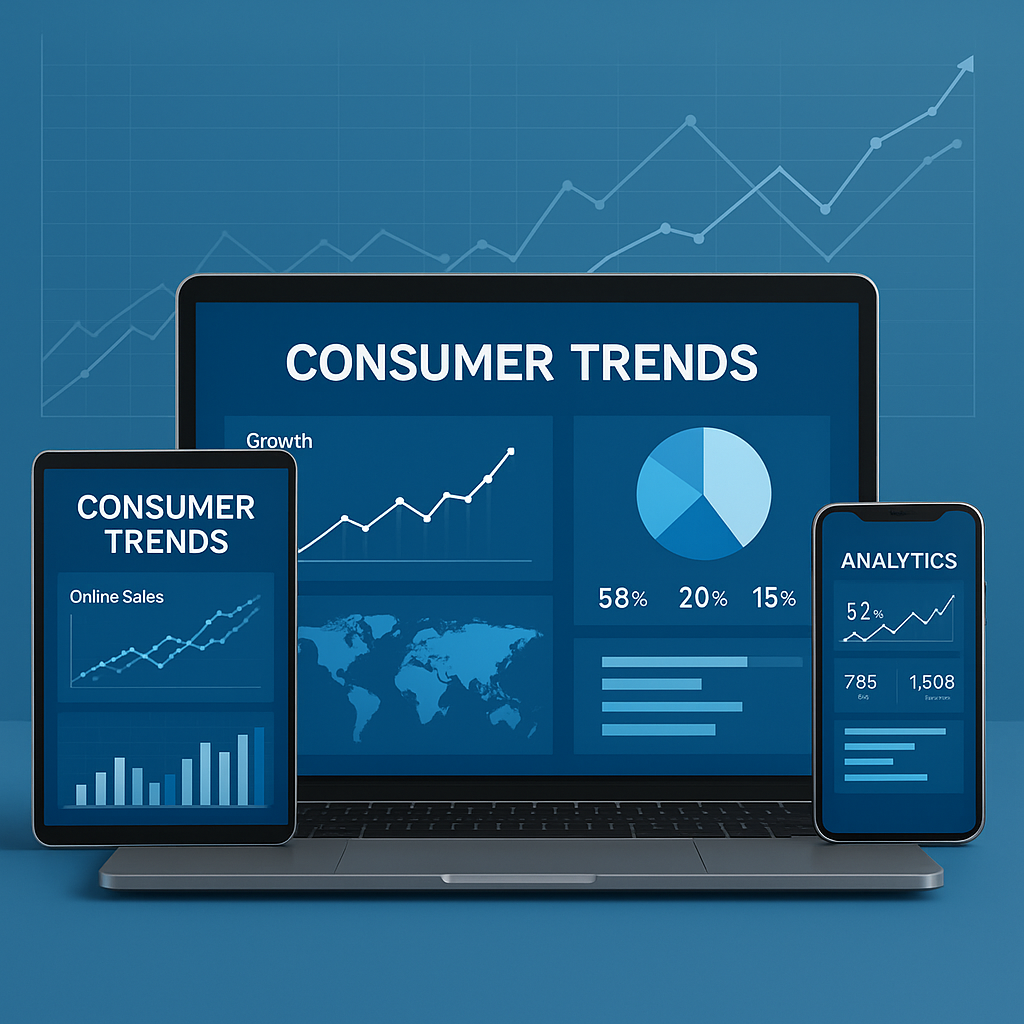 CONSUMER TRENDS
Growth
58% 20% 15%
CONSUMER
TRENDS
Online Sales
ANALYTICS
52%
785 1,508